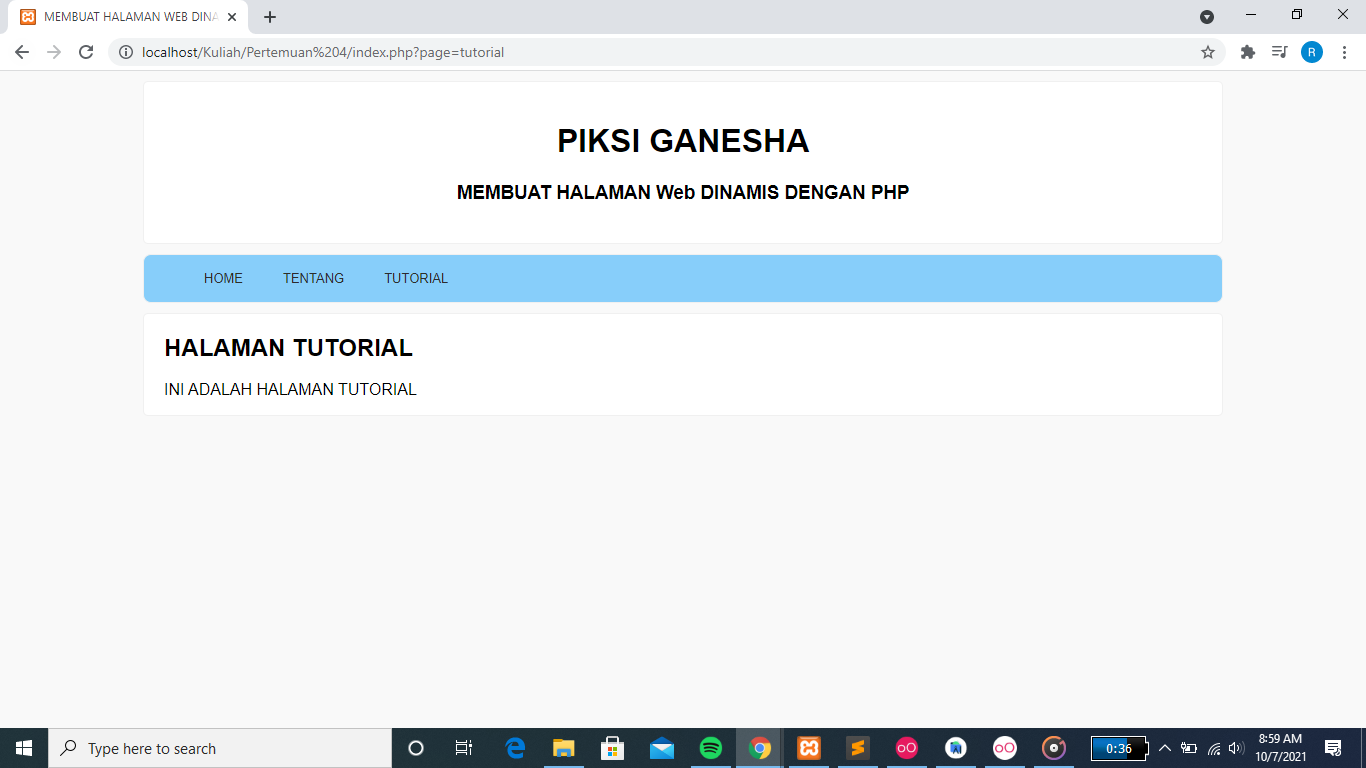 MEMBUAT HALAMAN WEB DINA
localhost/Kuliah/Pertemuan%204/index.php?page=tutorial
R
PIKSI GANESHA
MEMBUAT HALAMAN Web DINAMIS DENGAN PHP
HOME TENTANG TUTORIAL
HALAMAN TUTORIAL
INI ADALAH HALAMAN TUTORIAL
Type here to search
0:36
8:59 AM
10/7/2021